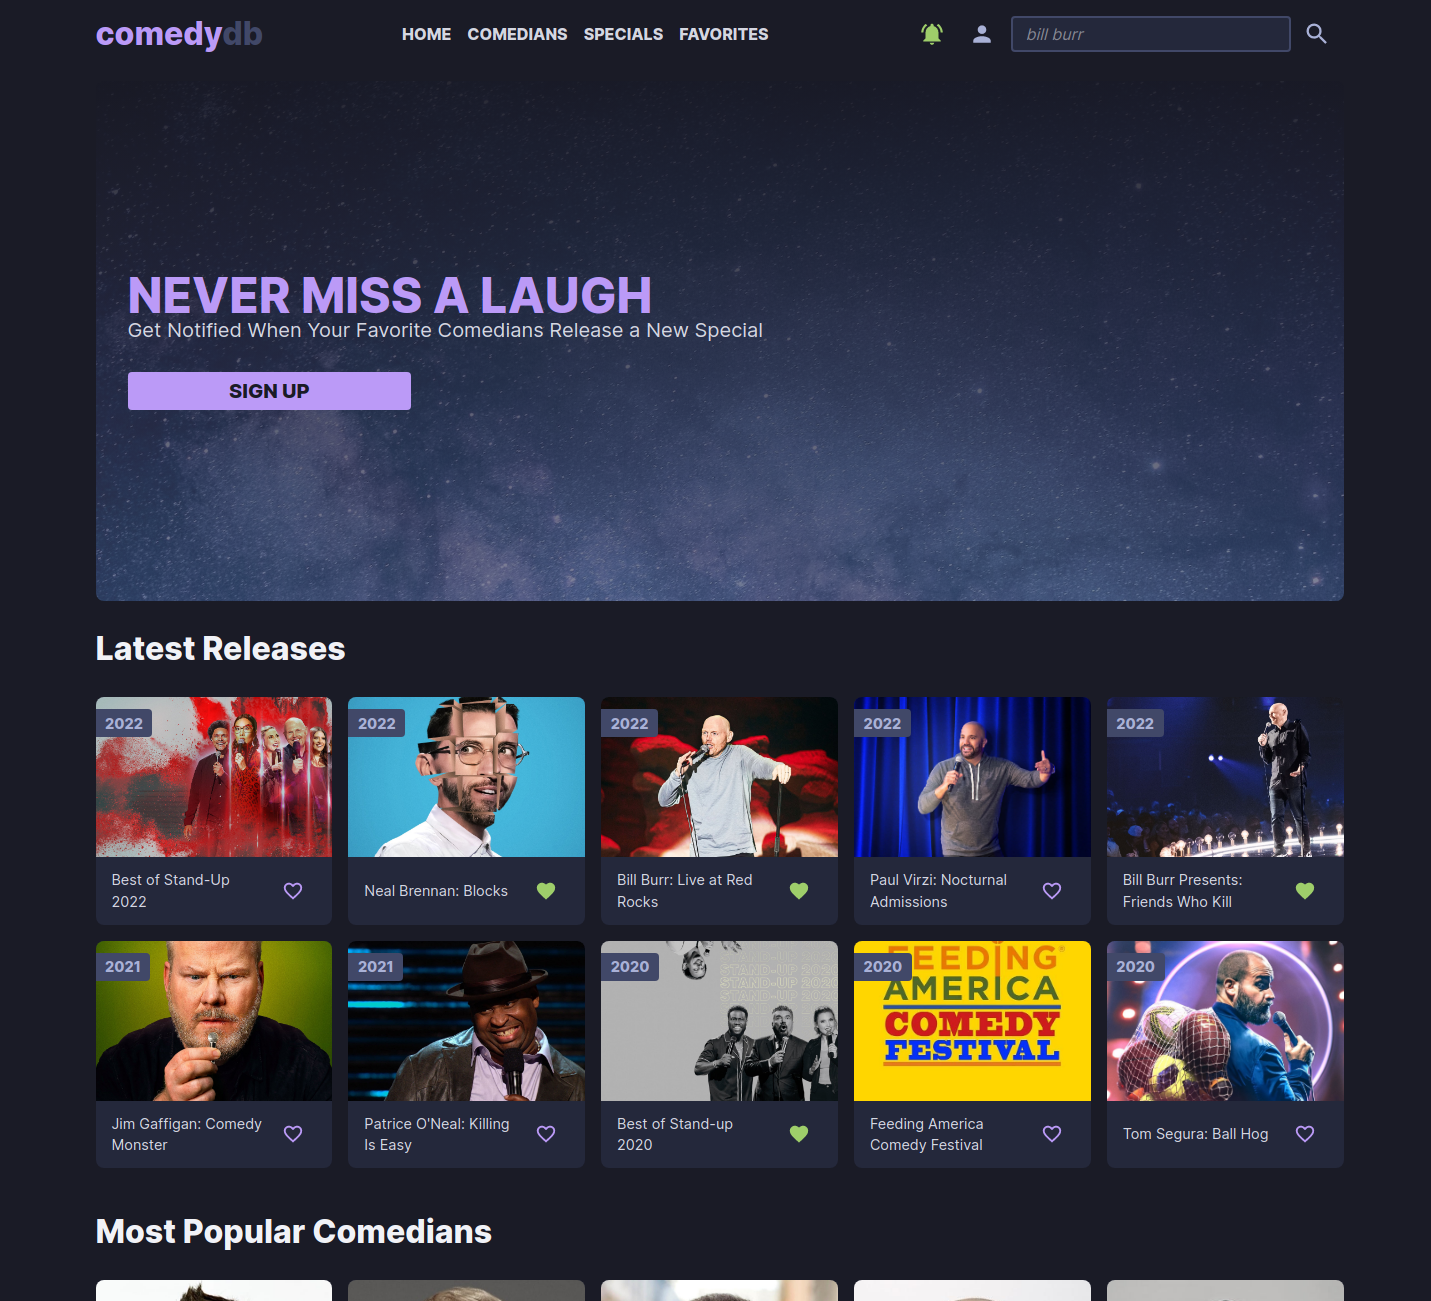 comedydb
HOME COMEDIANS SPECIALS FAVORITES
bill burr
NEVER MISS A LAUGH
Get Notified When Your Favorite Comedians Release a New Special
SIGN UP
Latest Releases
2022
2022
2022
2022
2022
Best of Stand-Up
2022
Neal Brennan: Blocks
Bill Burr: Live at Red
Rocks
Paul Virzi: Nocturnal
Admissions
Bill Burr Presents:
Friends Who Kill
2021
2021
2020
STAND-UP 2020
2020
FEEDING
AMERICA
COMEDY
FESTIVAL
2020
Jim Gaffigan: Comedy
Monster
Patrice O'Neal: Killing
Is Easy
Best of Stand-up
2020
Feeding America
Comedy Festival
Tom Segura: Ball Hog
Most Popular Comedians